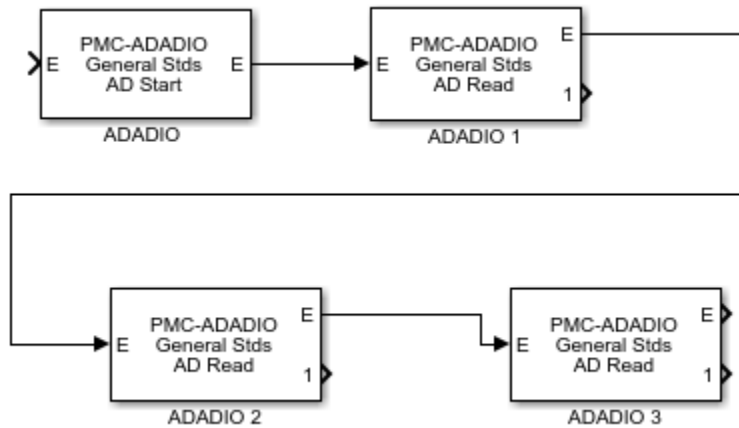 PMC-ADADIO
General Stds
AD Start
E
E
ADADIO
PMC-ADADIO
General Stds
AD Read
E
E
1
ADADIO 1
PMC-ADADIO
General Stds
AD Read
E
E
1
ADADIO 2
PMC-ADADIO
General Stds
AD Read
E
E
1
ADADIO 3